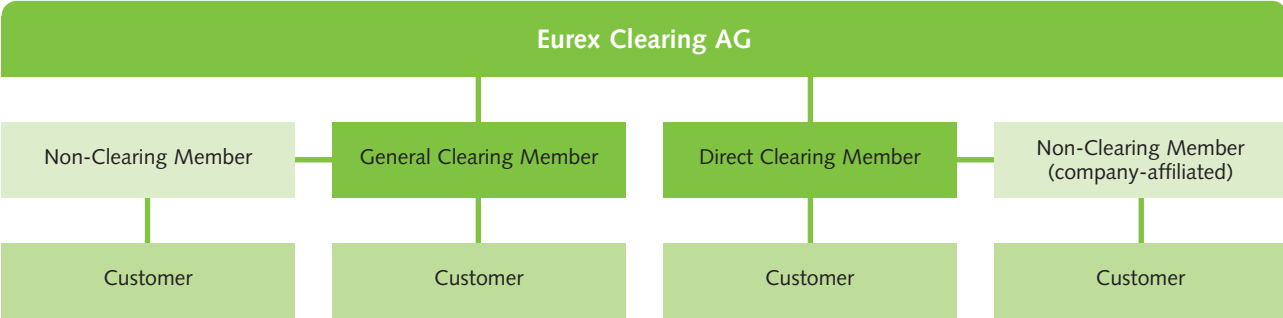 Eurex Clearing AG
Non-Clearing Member
General Clearing Member
Direct Clearing Member
Non-Clearing Member
(company-affiliated)
Customer
Customer
Customer
Customer